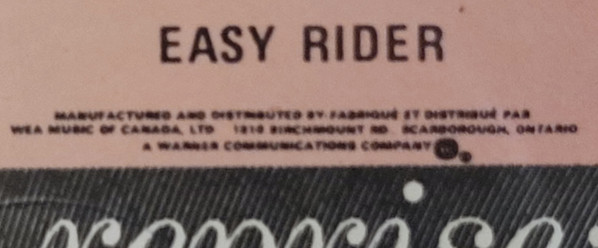 EASY RIDER
MANUFACTURED AND DISTRIBUTED BY·FABRIQUÉ ET DISTRIBUÉ PAR
WEA MUSIC OF CANADA, LTD 1810 BIRCHMOUNT RD. SCARBOROUGH, ONTARIO
A WARNER COMMUNICATIONS COMPANY
reprise: